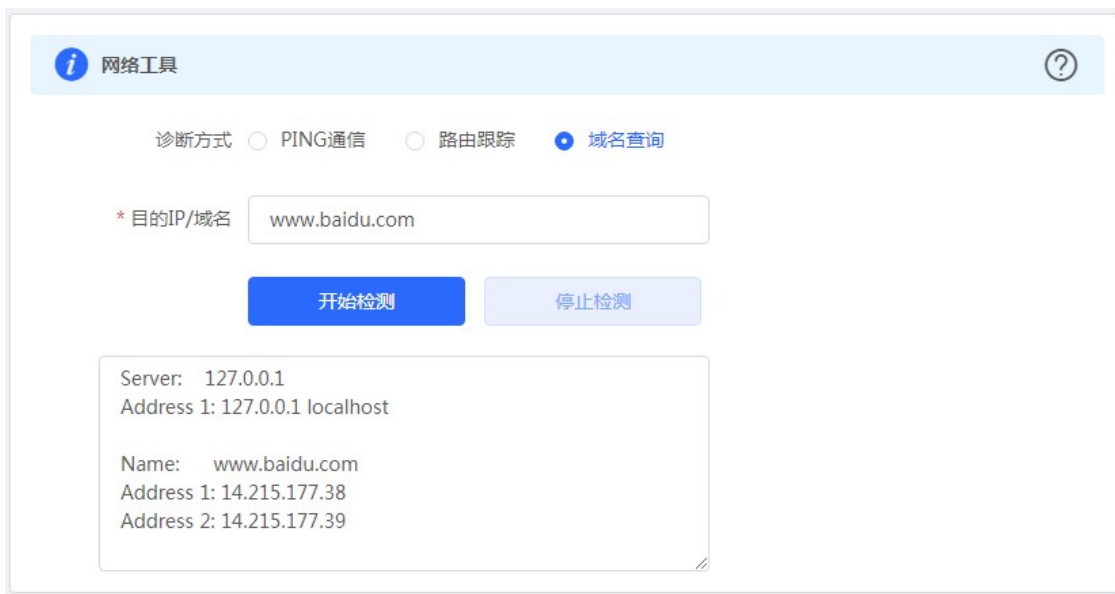 网络工具
诊断方式 PING通信 路由跟踪 域名查询
* 目的IP/域名 www.baidu.com
开始检测 停止检测
Server: 127.0.0.1
Address 1: 127.0.0.1 localhost
Name: www.baidu.com
Address 1: 14.215.177.38
Address 2: 14.215.177.39